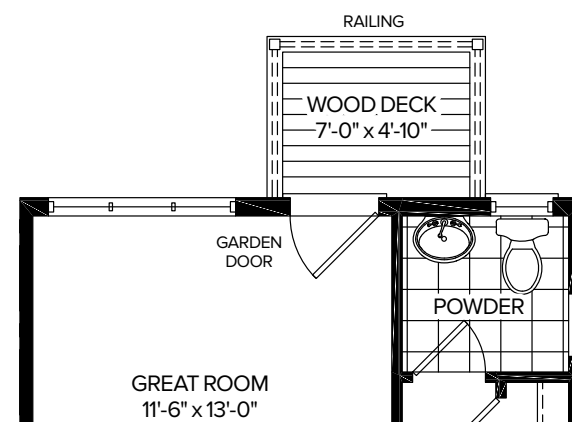 RAILING
WOOD DECK
7'-0" x 4'-10"
GARDEN
DOOR
POWDER
GREAT ROOM
11'-6" x 13'-0"